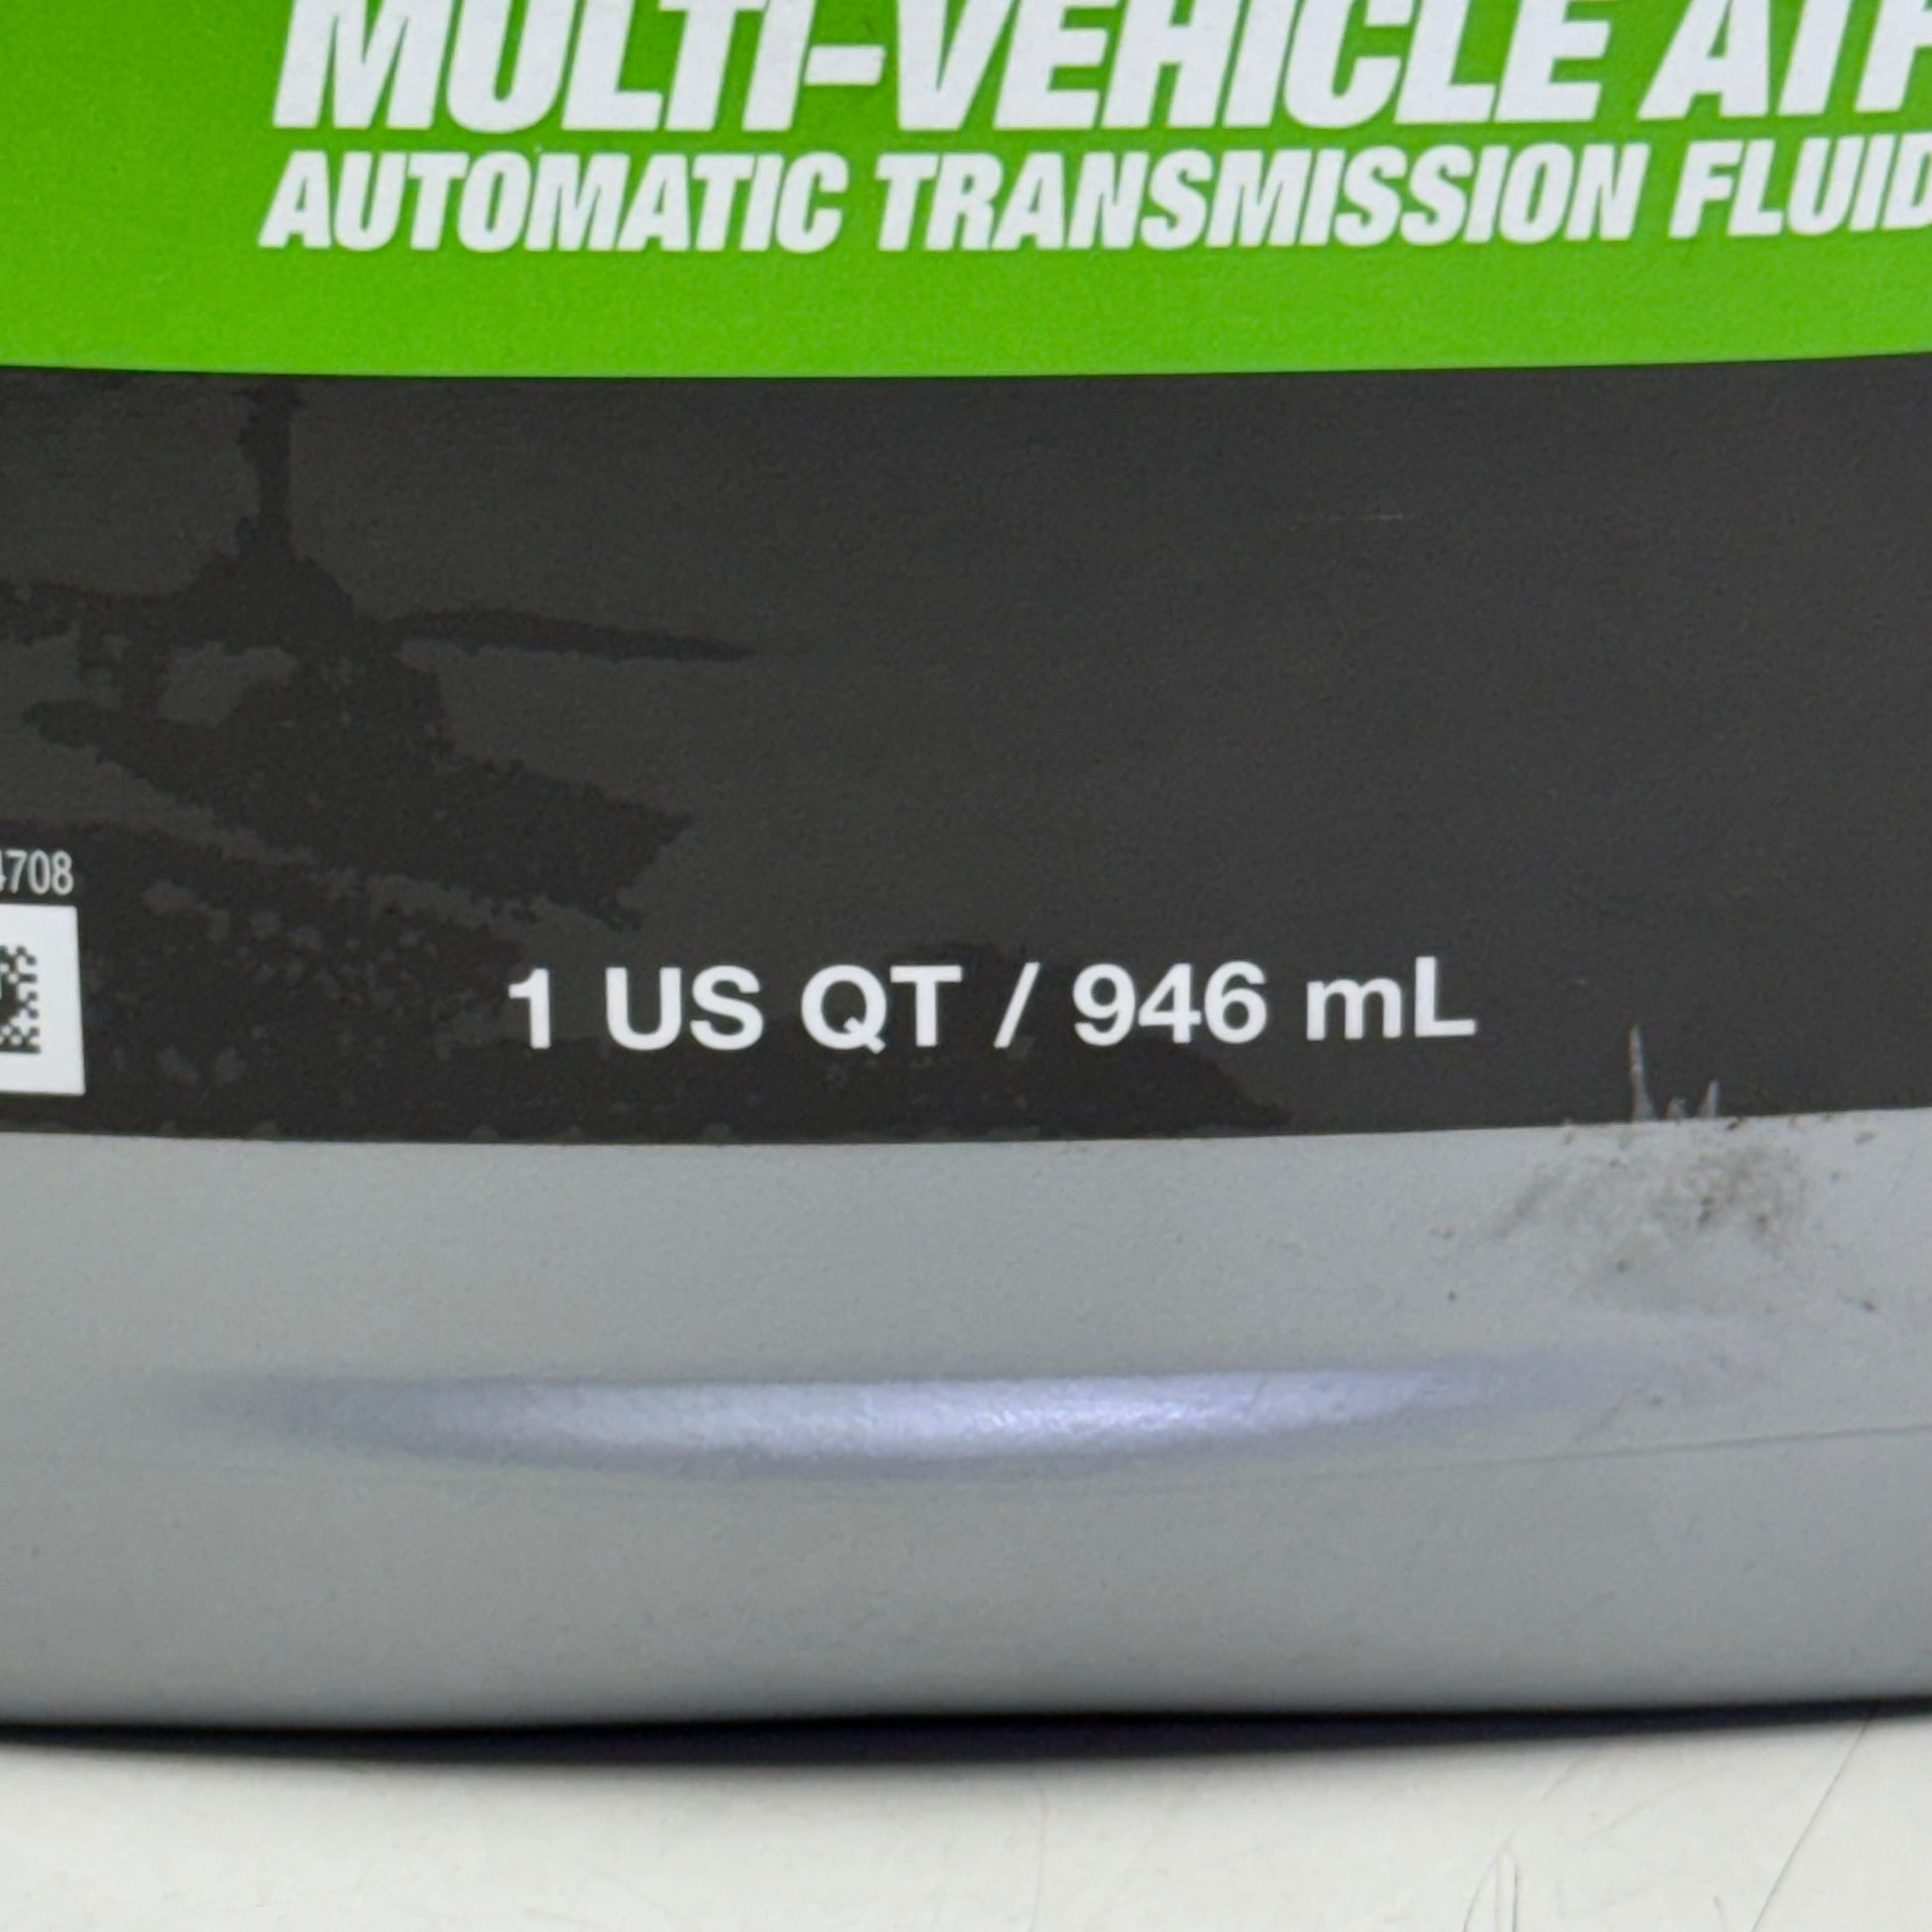 MULTI-VEHICLE ATF
AUTOMATIC TRANSMISSION FLUID
4708
1 US QT / 946 mL